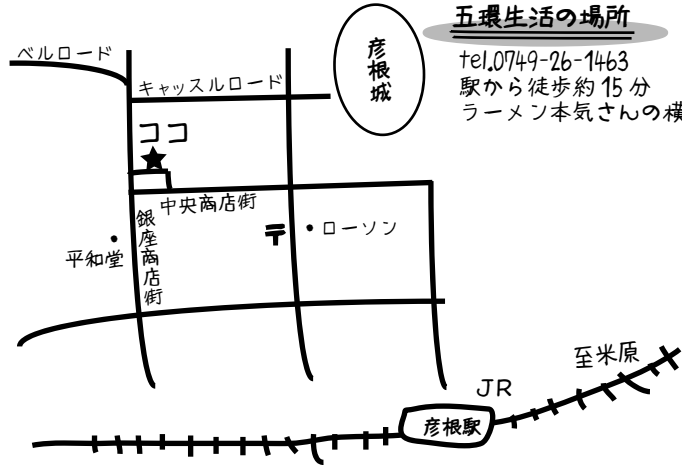 五環生活の場所
tel.0749-26-1463
駅から徒歩約15分
ラーメン本気さんの横
ベルロード
キャッスルロード
彦根城
ココ
中央商店街
銀座商店街
平和堂
〒
ローソン
至米原
JR
彦根駅